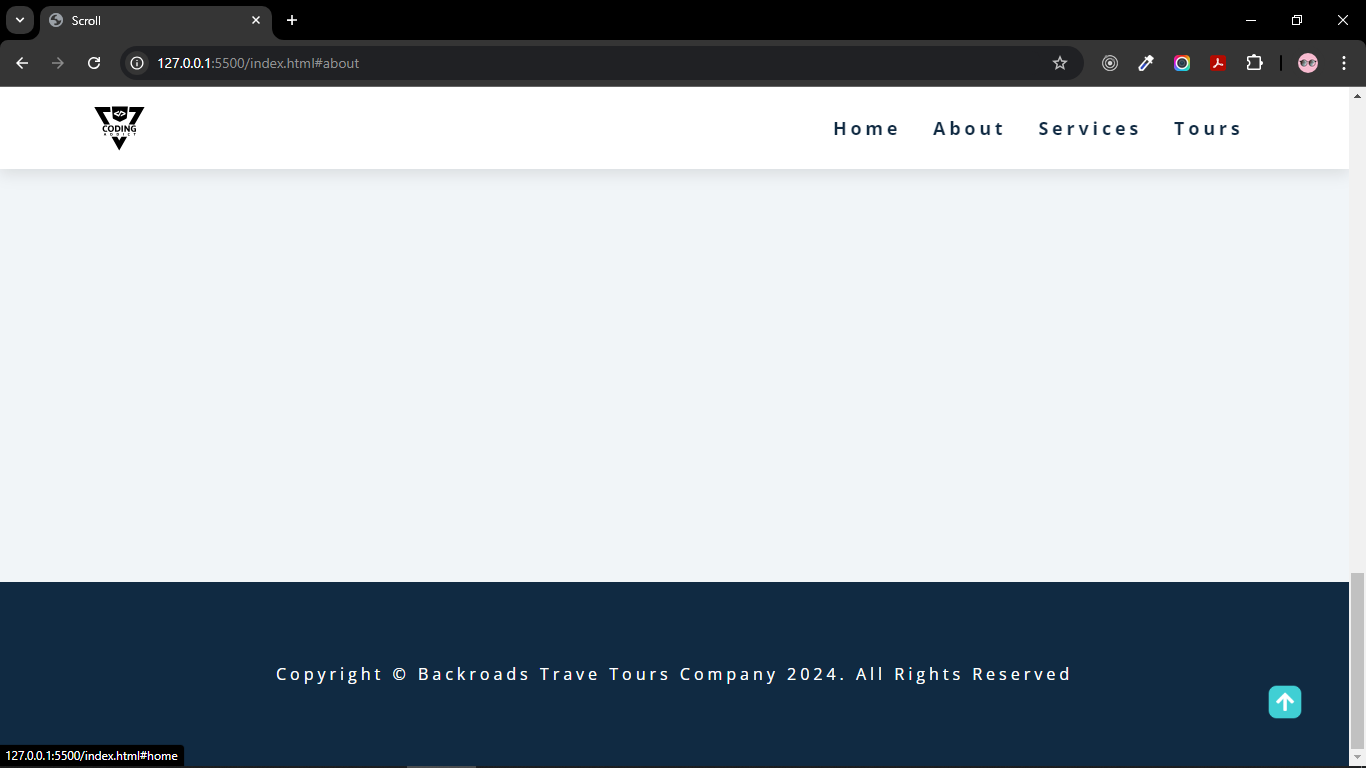 Scroll
127.0.0.1:5500/index.html#about
</>
CODING
ADDICT
Home About Services Tours
Copyright © Backroads Trave Tours Company 2024. All Rights Reserved
127.0.0.1:5500/index.html#home